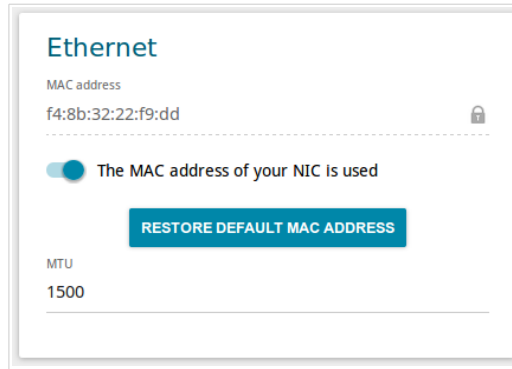 Ethernet
MAC address
f4:8b:32:22:f9:dd
The MAC address of your NIC is used
RESTORE DEFAULT MAC ADDRESS
MTU
1500